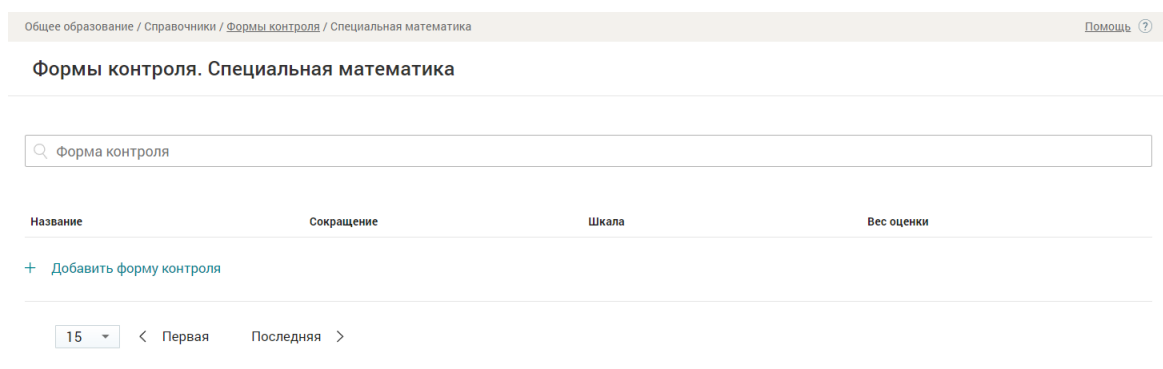 Общее образование / Справочники / Формы контроля / Специальная математика Помощь ?
Формы контроля. Специальная математика
Форма контроля
Название Сокращение Шкала Вес оценки
+ Добавить форму контроля
15 < Первая Последняя >